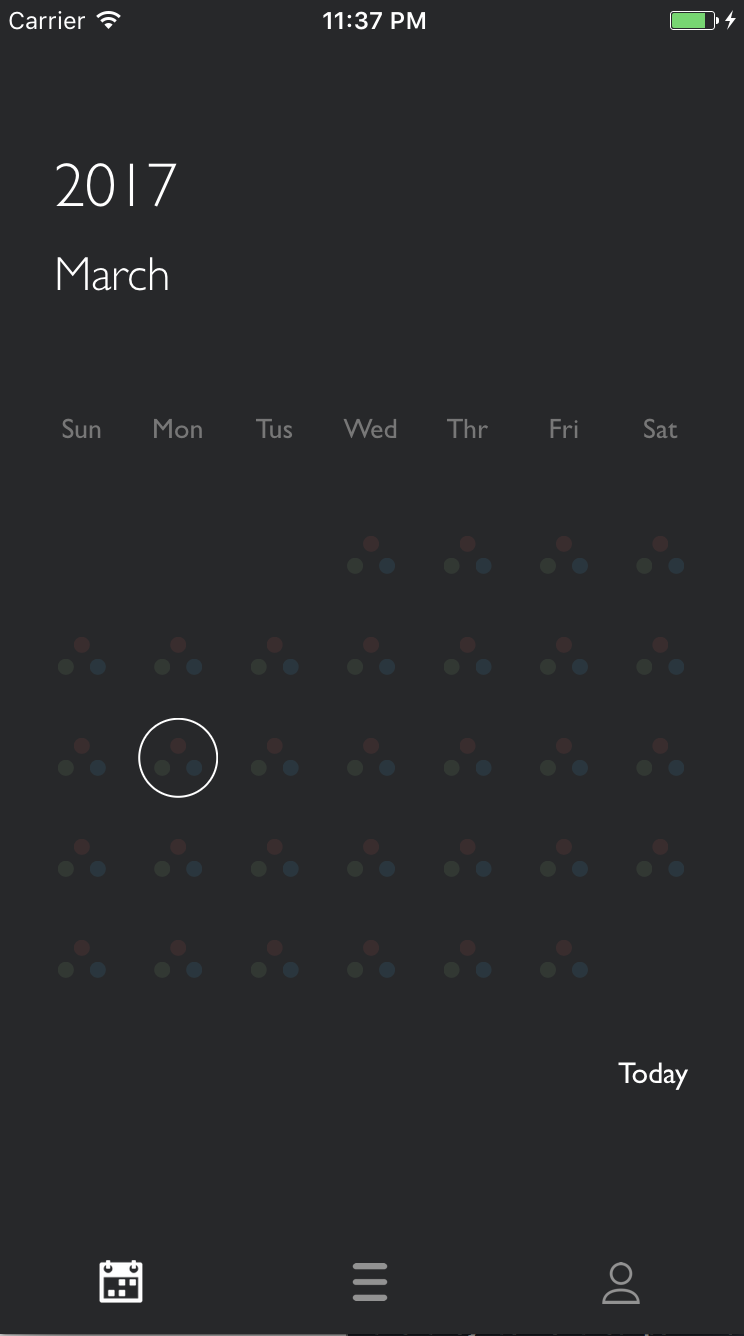 Carrier 11:37 PM
2017
March
Sun Mon Tus Wed Thr Fri Sat
Today